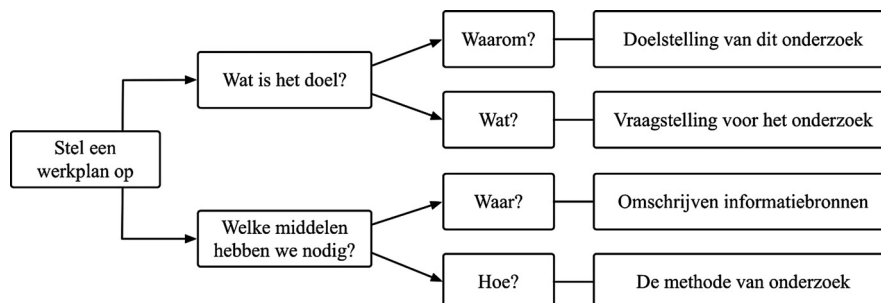 Stel een
werkplan op
Wat is het doel?
Waarom?
Doelstelling van dit onderzoek
Wat?
Vraagstelling voor het onderzoek
Welke middelen
hebben we nodig?
Waar?
Omschrijven informatiebronnen
Hoe?
De methode van onderzoek